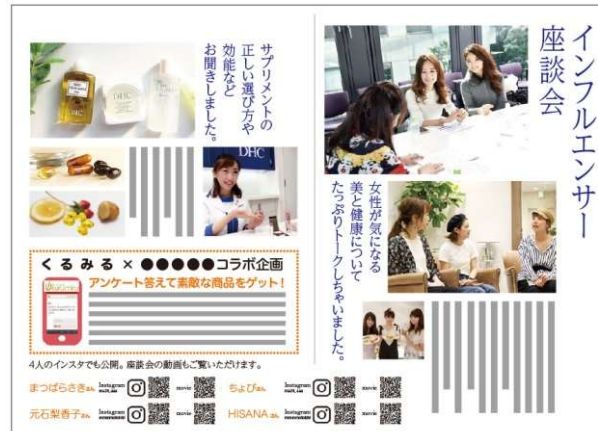 インフルエンサー
座談会
女性が気になる
美と健康について
たっぷりトークしちゃいました。
サプリメントの
正しい選び方や
効能など
お聞きしました。
DHC
DHC
DHC
くるみる × ●●●●●コラボ企画
アンケート答えて素敵な商品をゲット!
4人のインスタでも公開。座談会の動画もご覧いただけます。
まつばらさきさん Instagram movie
ちょぴさん Instagram movie
元石梨香子さん Instagram movie
HISANAさん Instagram movie